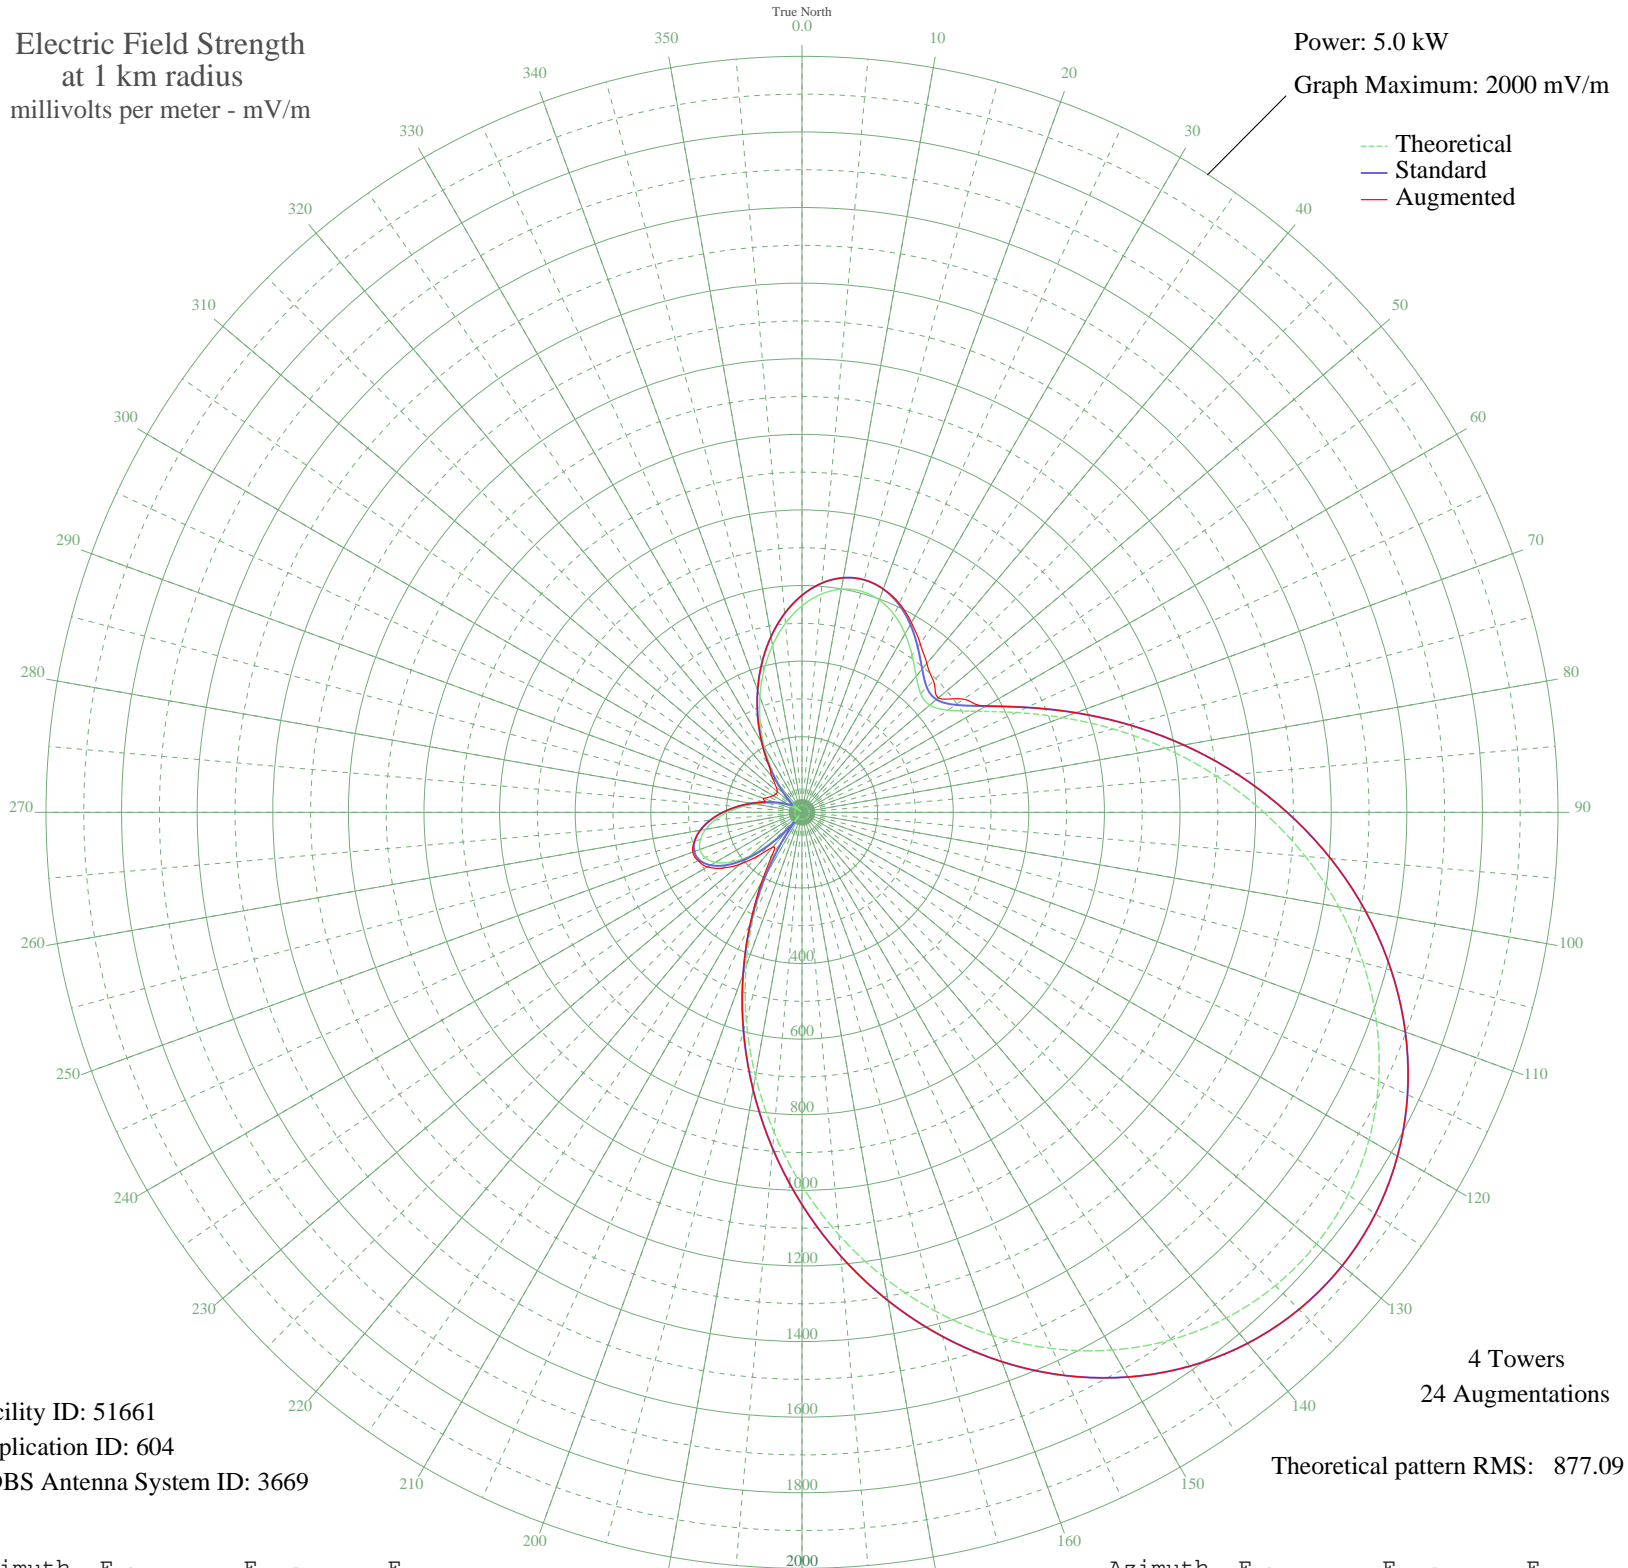 True North
0.0
Electric Field Strength
at 1 km radius
millivolts per meter - mV/m
Power: 5.0 kW
Graph Maximum: 2000 mV/m
Theoretical
Standard
Augmented
10
20
30
40
50
60
70
80
90
100
110
120
130
140
150
160
200
210
220
230
240
250
260
270
280
290
300
310
320
330
340
350
400
600
800
1000
1200
1400
1600
1800
2000
4 Towers
24 Augmentations
Theoretical pattern RMS: 877.09
cility ID: 51661
plication ID: 604
DBS Antenna System ID: 3669
imuth E E E
Azimuth E E E